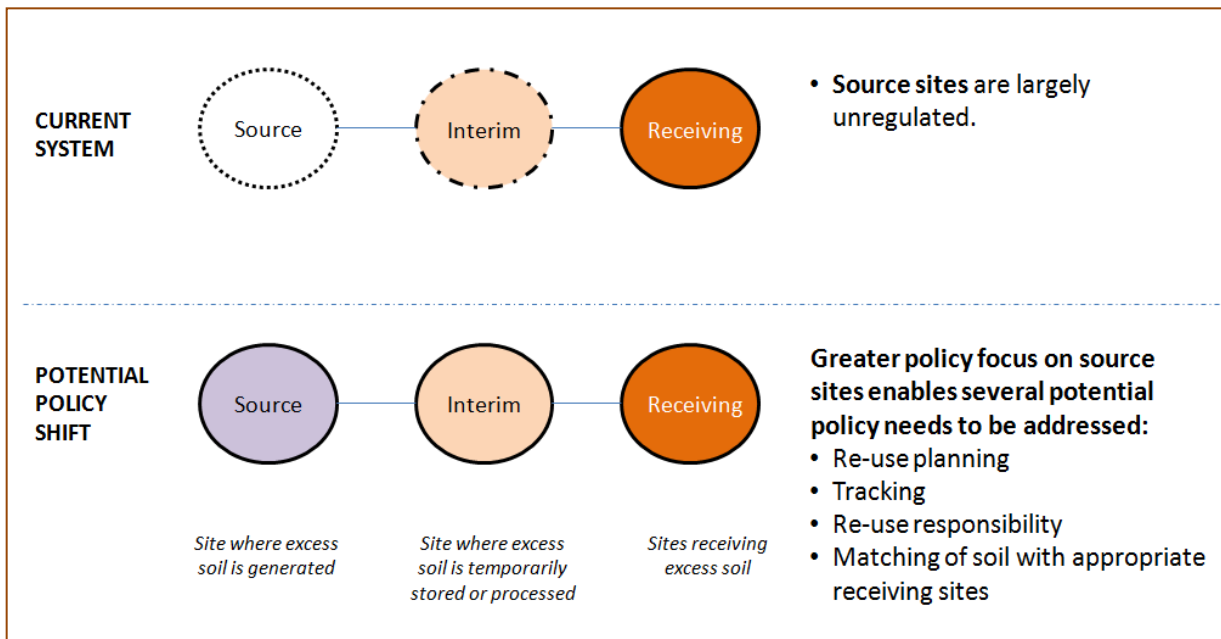 CURRENT
SYSTEM
Source
Interim
Receiving
• Source sites are largely
unregulated.
POTENTIAL
POLICY
SHIFT
Source
Interim
Receiving
Site where excess
soil is generated
Site where excess
soil is temporarily
stored or processed
Sites receiving
excess soil
Greater policy focus on source
sites enables several potential
policy needs to be addressed:
• Re-use planning
• Tracking
• Re-use responsibility
• Matching of soil with appropriate
receiving sites